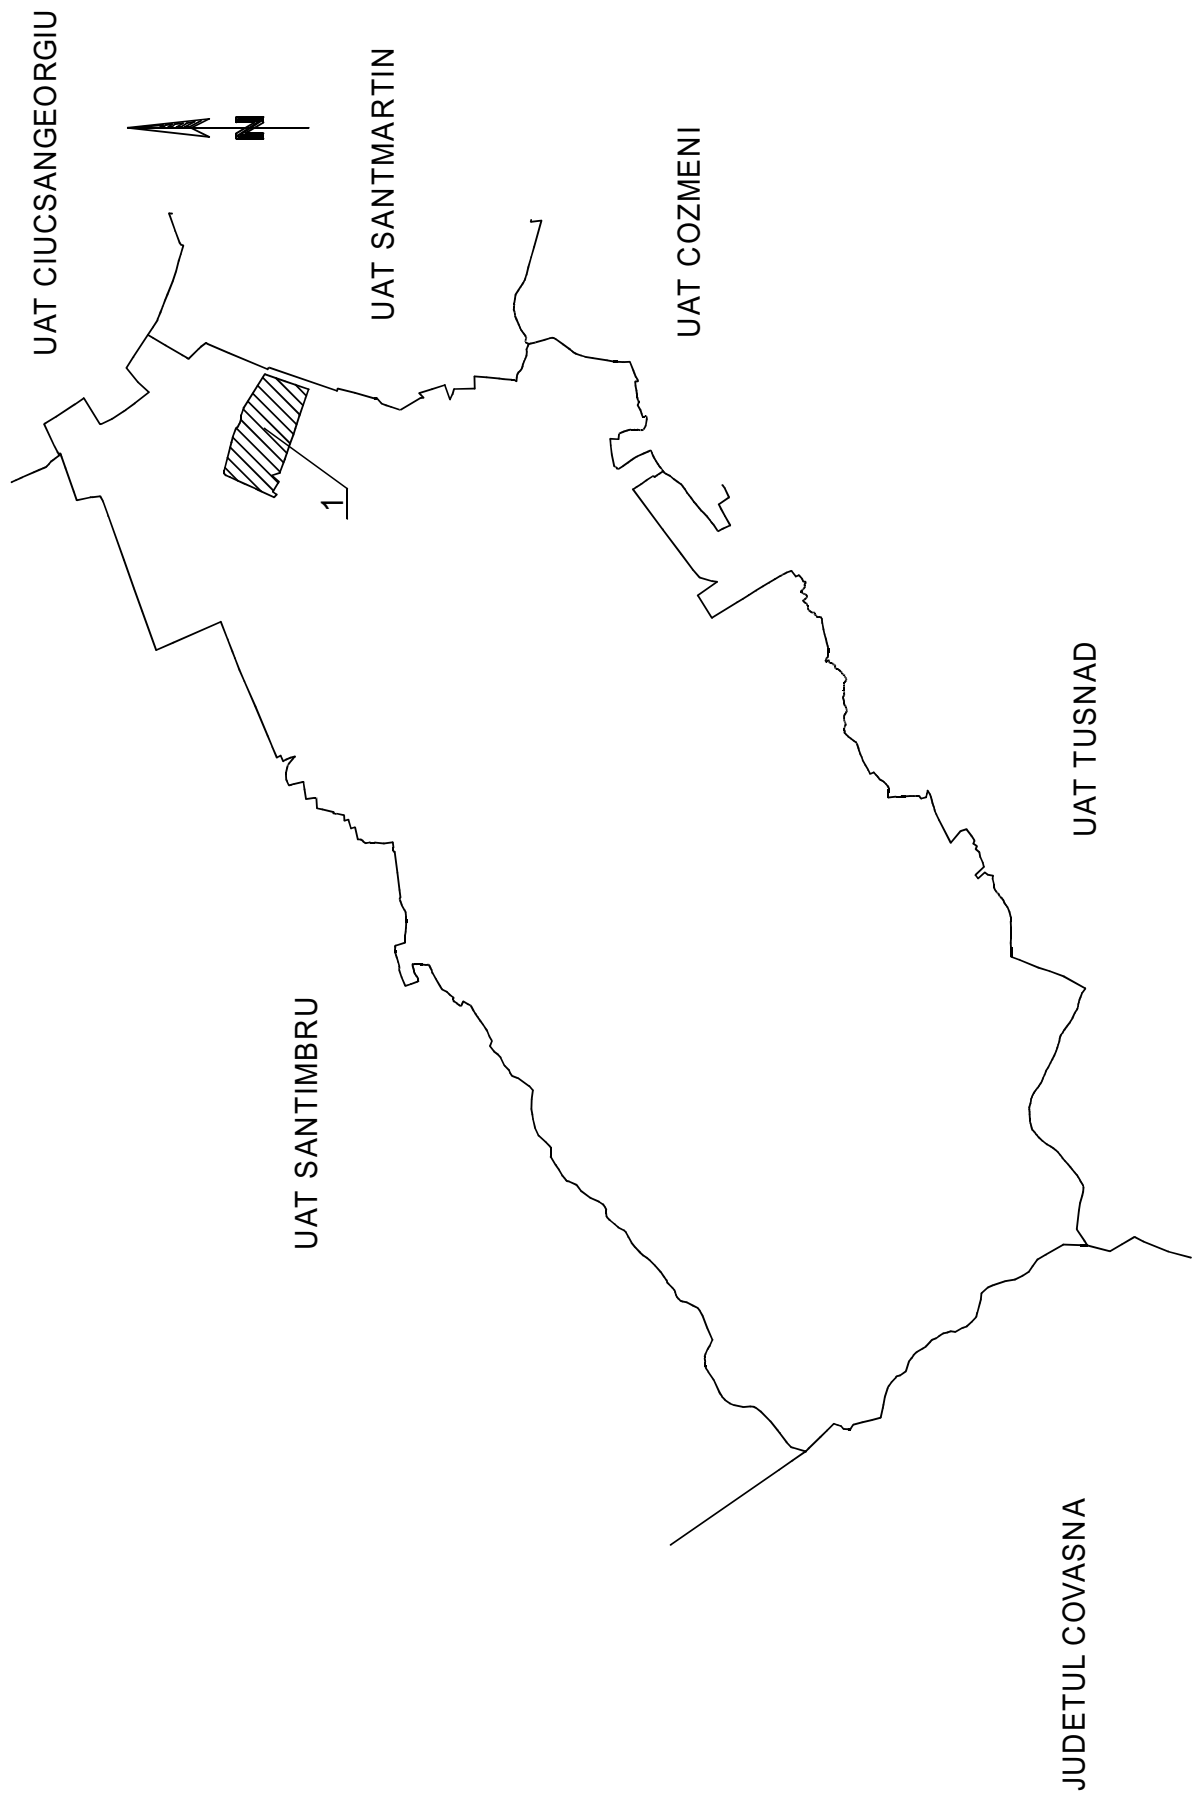 UAT CIUCSANGEORGIU
N
UAT SANTMARTIN
UAT COZMENI
1
UAT TUSNAD
UAT SANTIMBRU
JUDETUL COVASNA